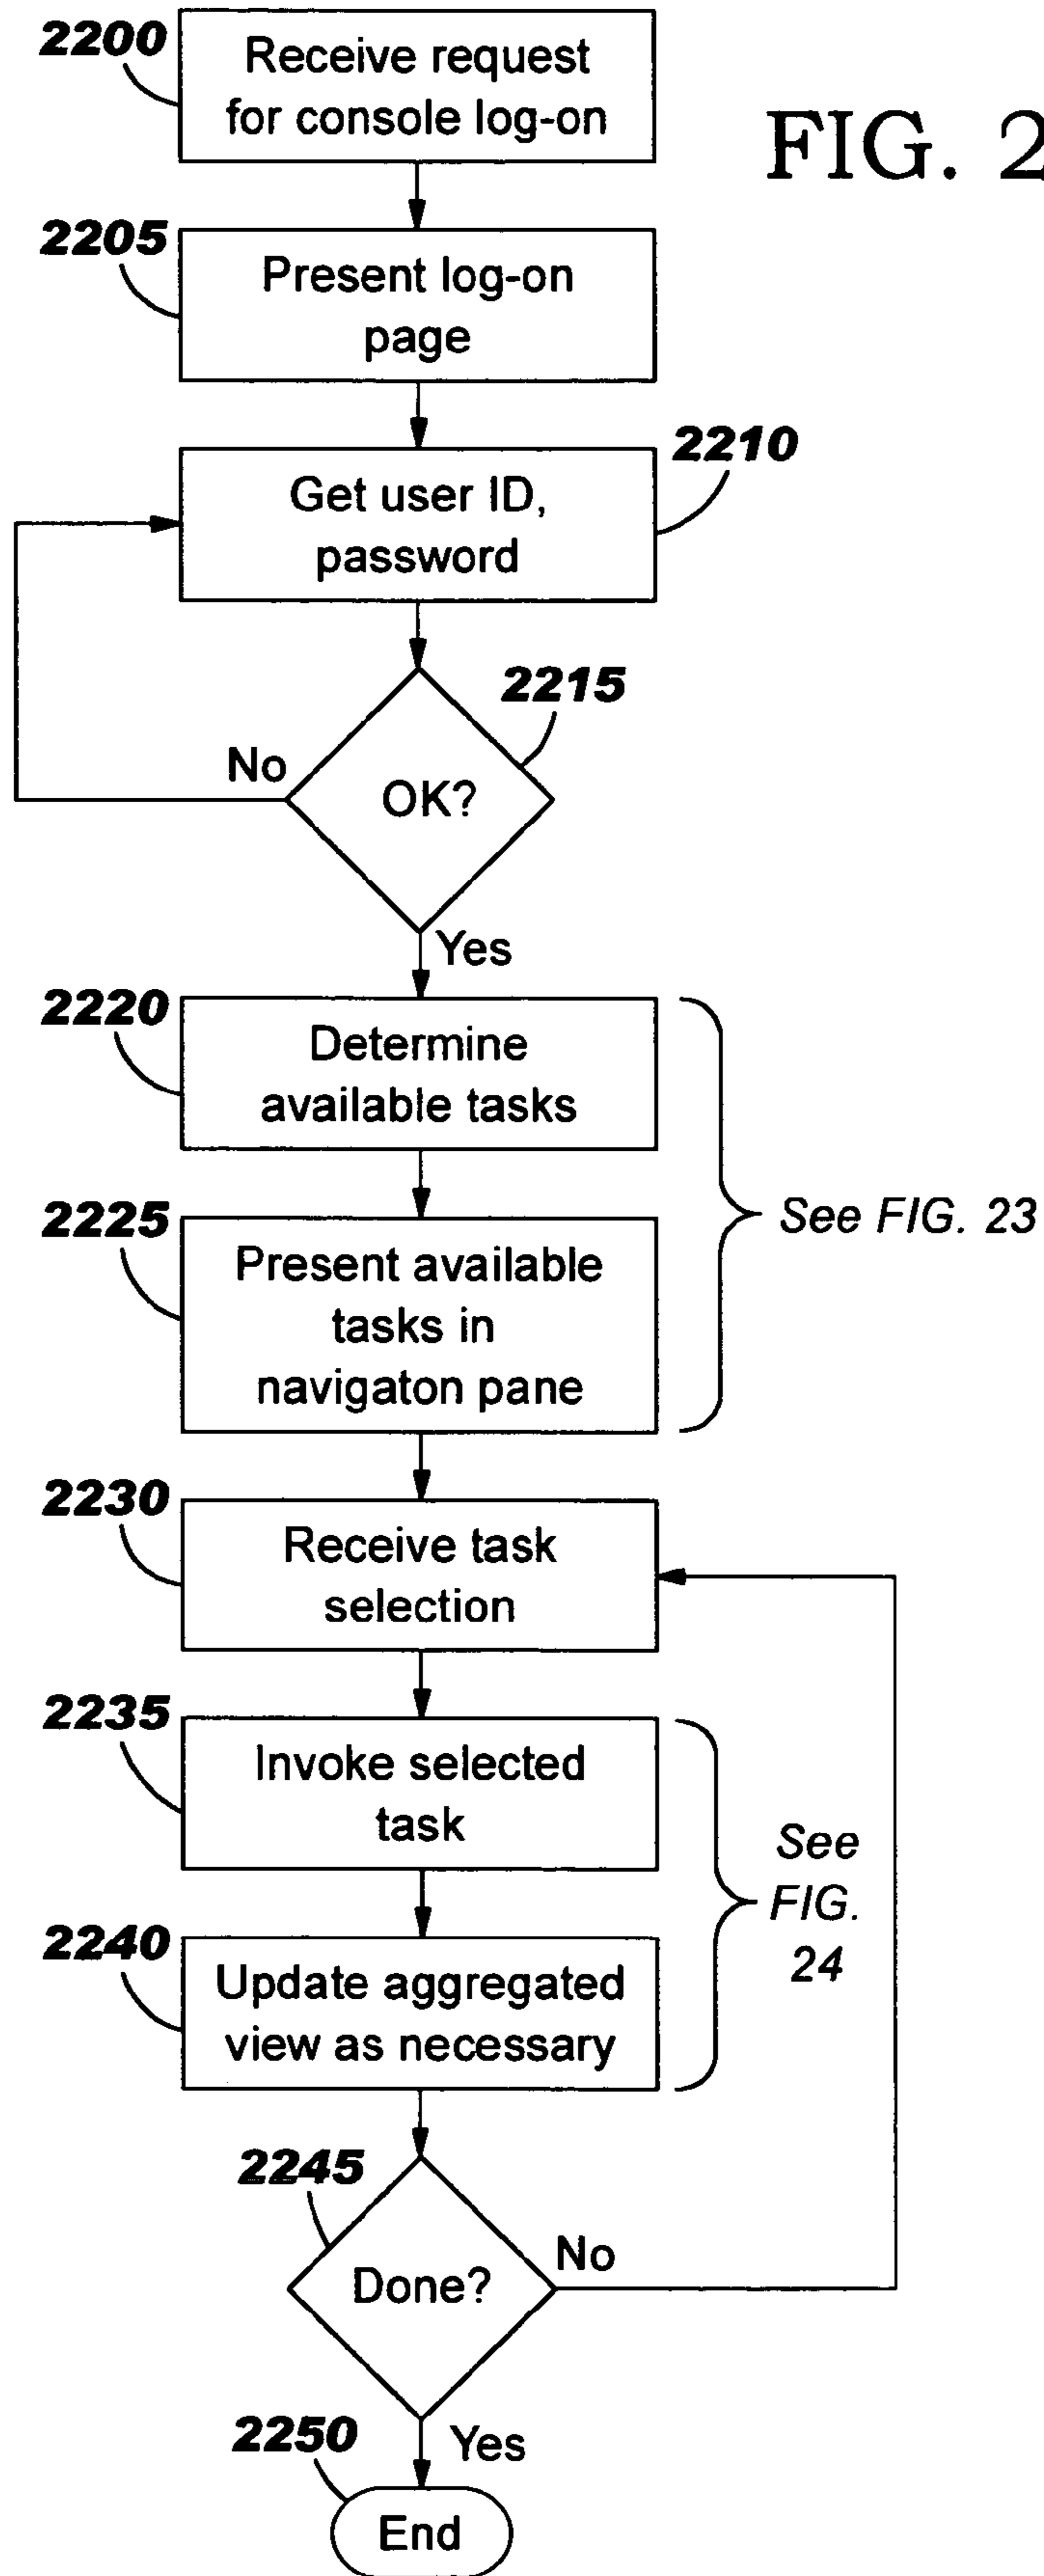 2200
Receive request
for console log-on
FIG. 2
2205
Present log-on
page
2210
Get user ID,
password
2215
No
OK?
Yes
2220
Determine
available tasks
See FIG. 23
2225
Present available
tasks in
navigaton pane
2230
Receive task
selection
2235
Invoke selected
task
See
FIG.
24
2240
Update aggregated
view as necessary
2245
No
Done?
Yes
2250
End